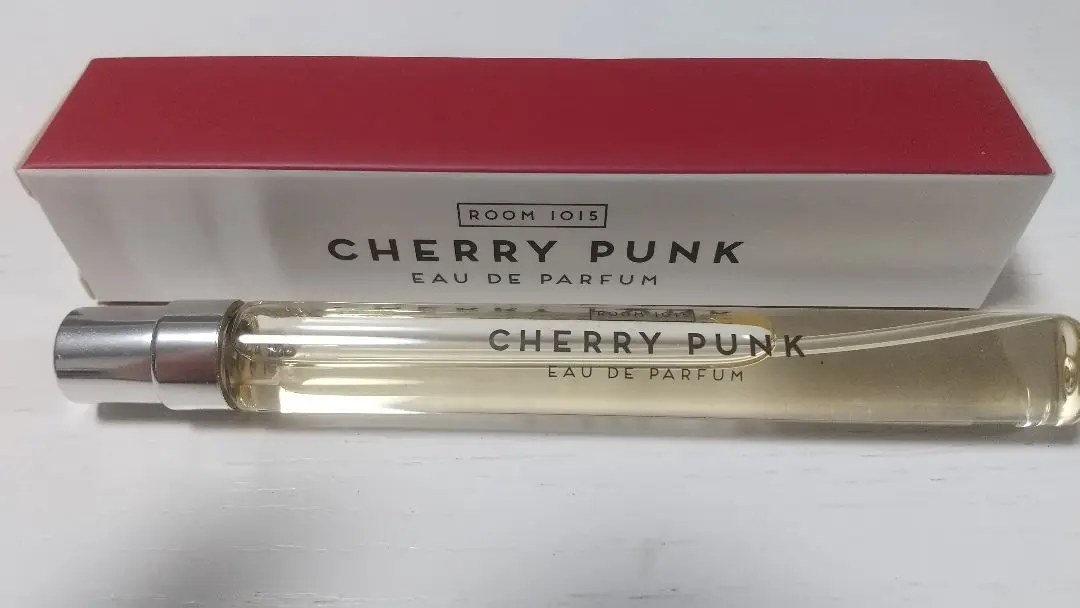 ROOM 1015
CHERRY PUNK
EAU DE PARFUM
ROOM 1015
CHERRY PUNK
EAU DE PARFUM